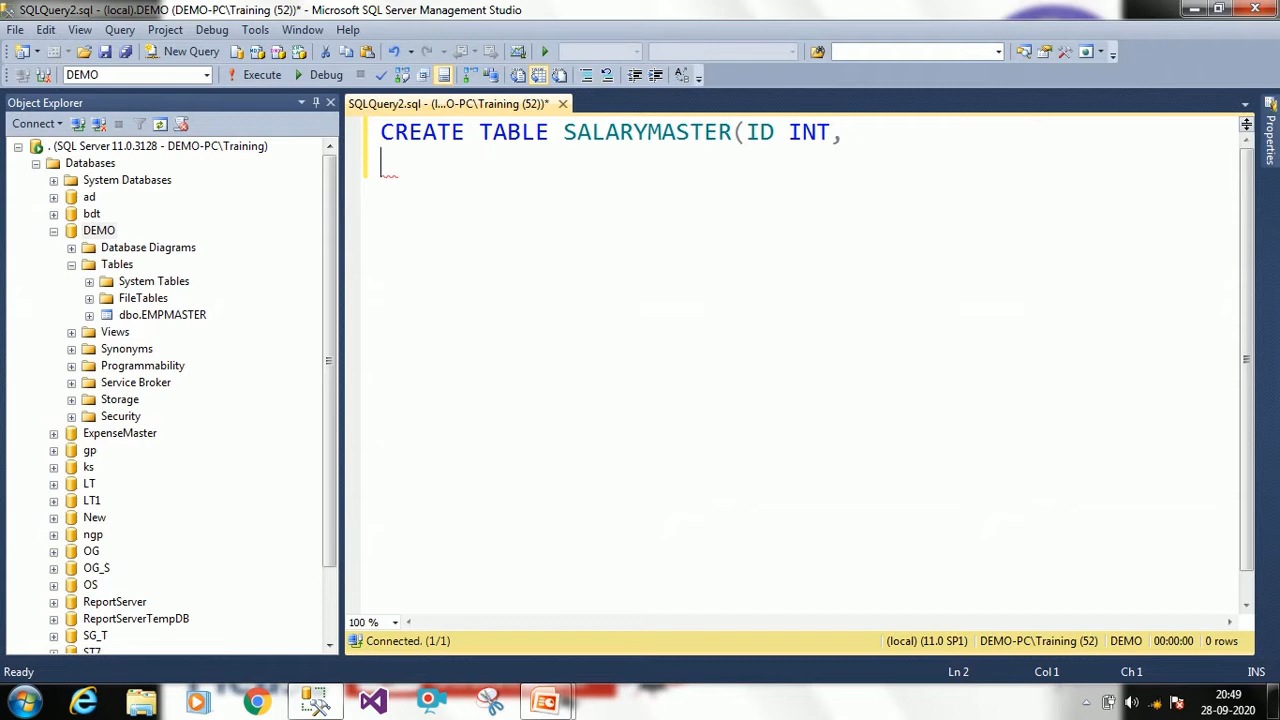 SQLQuery2.sql - (local).DEMO (DEMO-PC\Training (52))* - Microsoft SQL Server Management Studio
File Edit View Query Project Debug Tools Window Help
New Query
DEMO Execute Debug
Object Explorer
SQLQuery2.sql - (l...O-PC\Training (52))*
Connect
CREATE TABLE SALARYMASTER(ID INT,
. (SQL Server 11.0.3128 - DEMO-PC\Training)
Databases
System Databases
ad
bdt
DEMO
Database Diagrams
Tables
System Tables
FileTables
dbo.EMPMASTER
Views
Synonyms
Programmability
Service Broker
Storage
Security
ExpenseMaster
gp
ks
LT
LT1
New
ngp
OG
OG_S
OS
ReportServer
ReportServerTempDB
SG_T
ST7
Properties
100 %
Connected. (1/1) (local) (11.0 SP1) DEMO-PC\Training (52) DEMO 00:00:00 0 rows
Ready Ln 2 Col 1 Ch 1 INS
20:49
28-09-2020